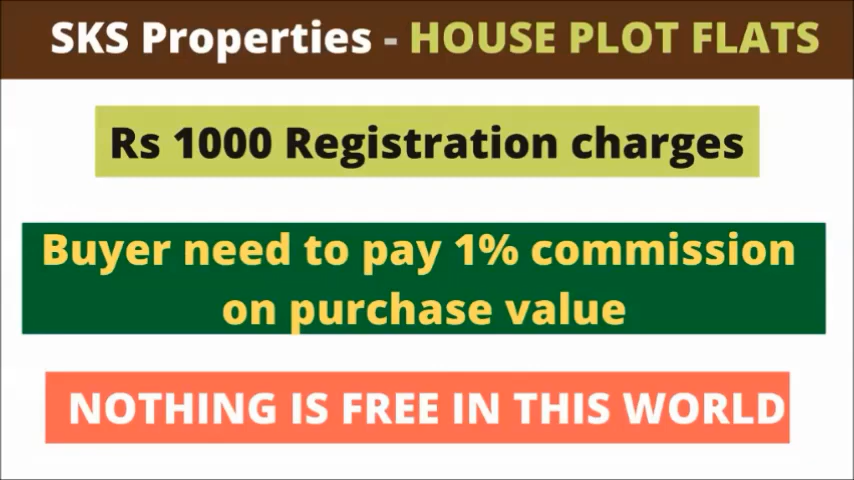 SKS Properties - HOUSE PLOT FLATS
Rs 1000 Registration charges
Buyer need to pay 1% commission
on purchase value
NOTHING IS FREE IN THIS WORLD